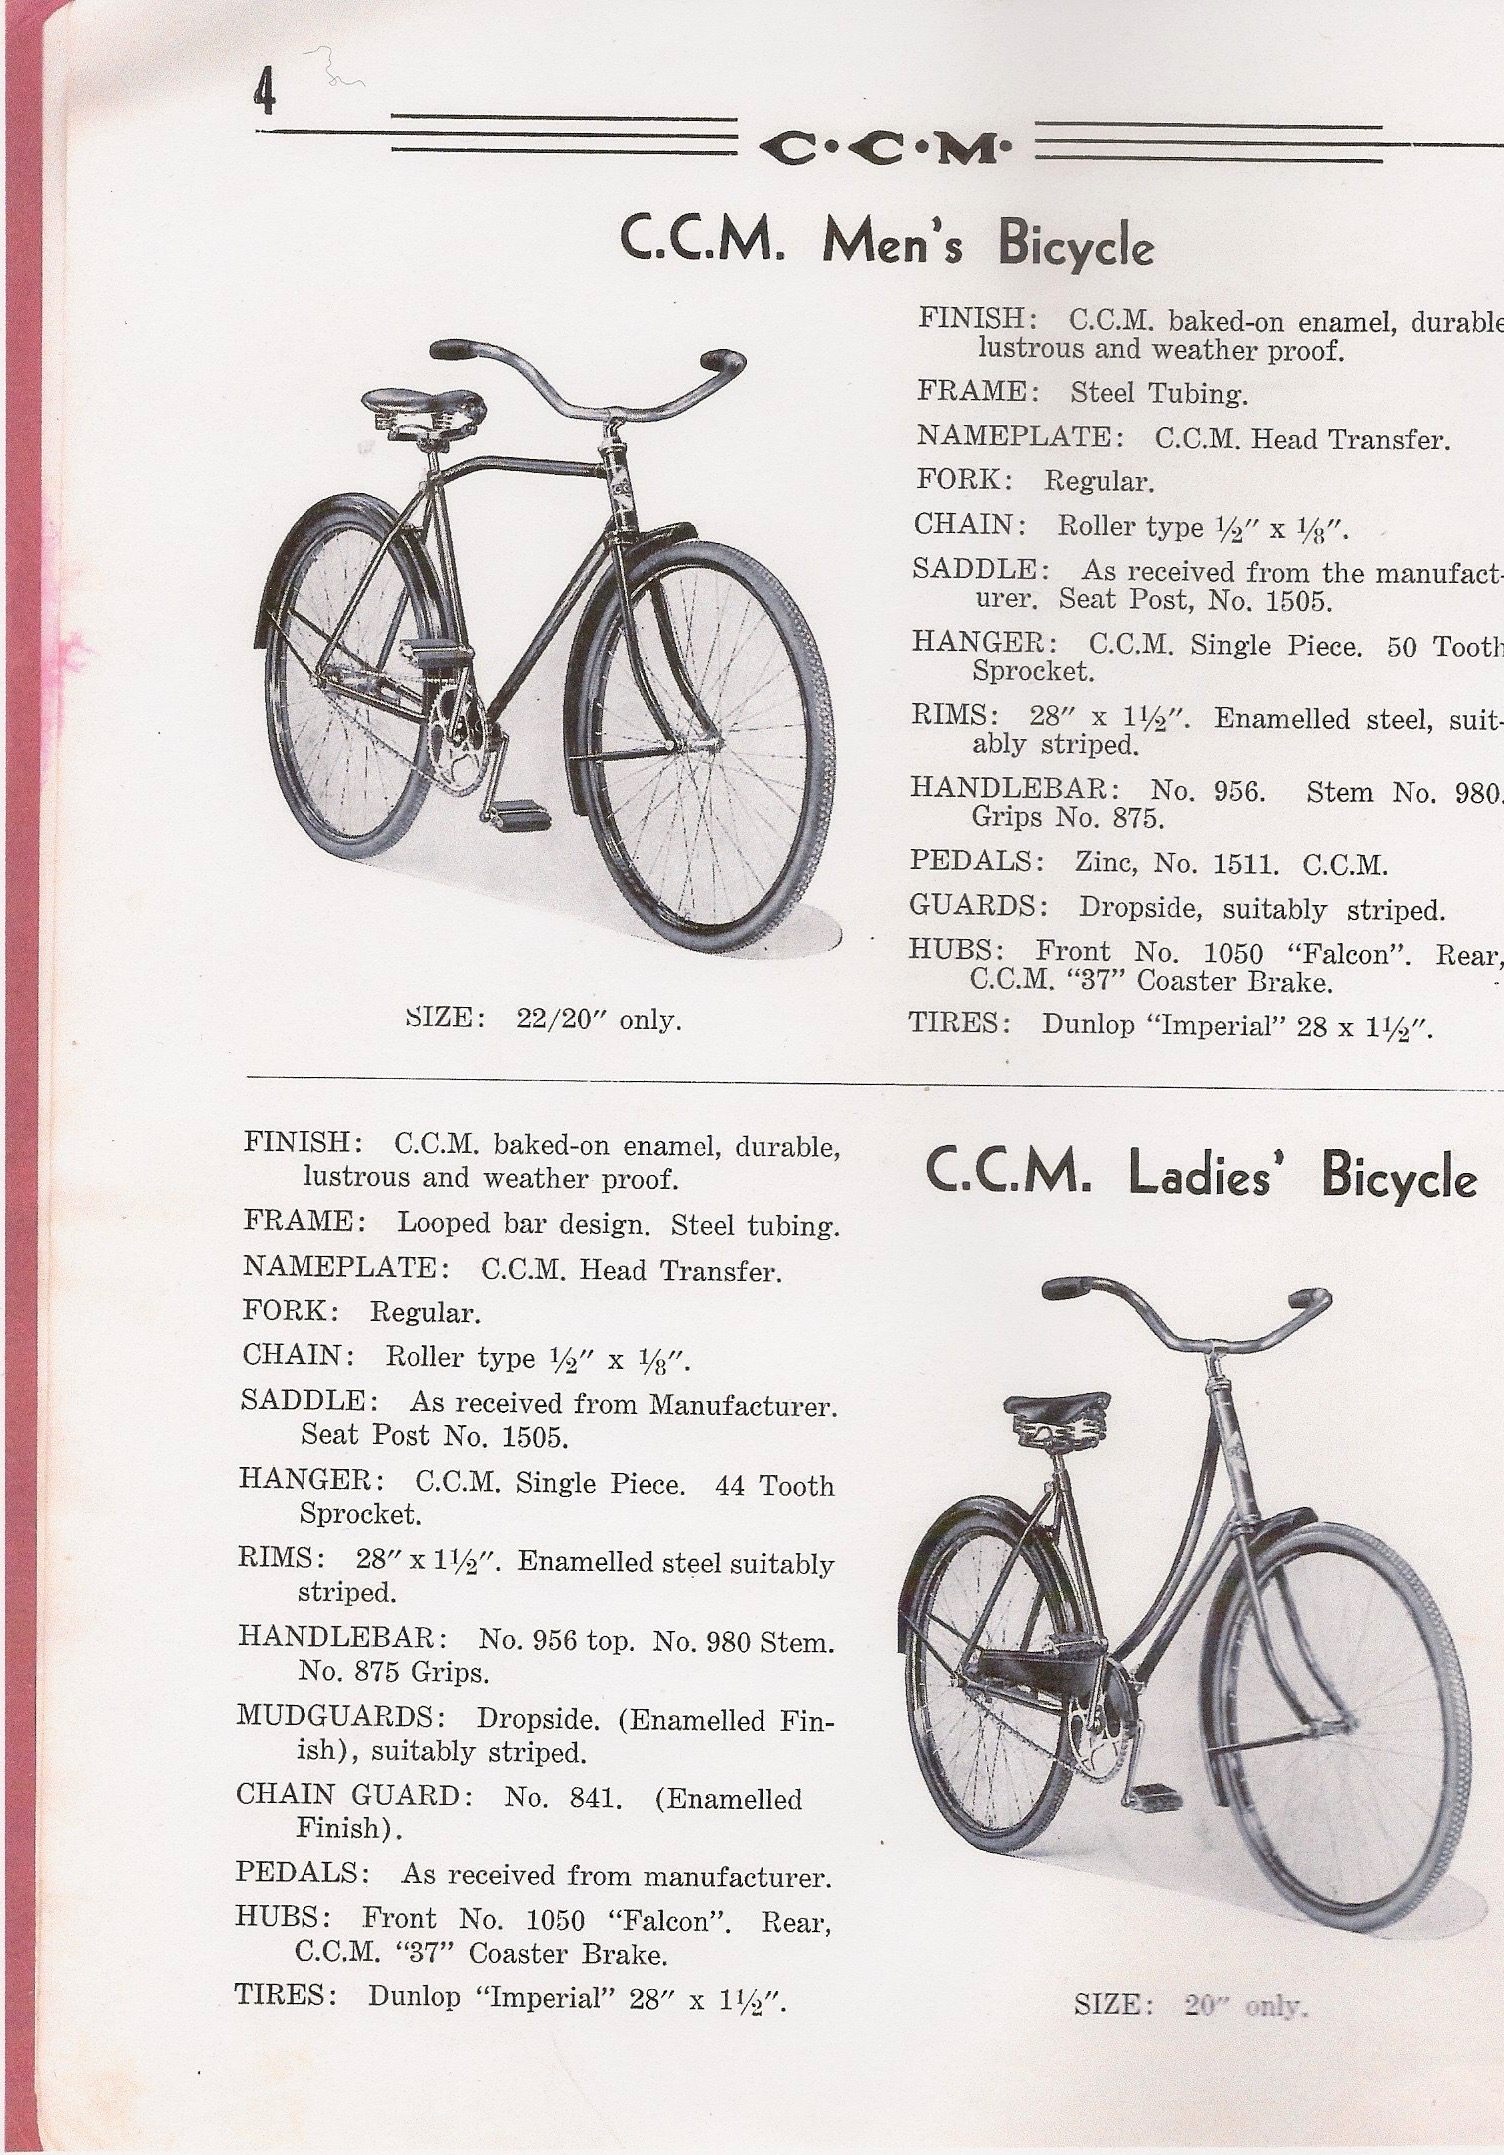 4
C·C·M·
C.C.M. Men's Bicycle
FINISH: C.C.M. baked-on enamel, durable
lustrous and weather proof.
FRAME: Steel Tubing.
NAMEPLATE: C.C.M. Head Transfer.
FORK: Regular.
CHAIN: Roller type ½" x ⅛".
SADDLE: As received from the manufact-
urer. Seat Post, No. 1505.
HANGER: C.C.M. Single Piece. 50 Tooth
Sprocket.
RIMS: 28" x 1½". Enamelled steel, suit-
ably striped.
HANDLEBAR: No. 956. Stem No. 980.
Grips No. 875.
PEDALS: Zinc, No. 1511. C.C.M.
GUARDS: Dropside, suitably striped.
HUBS: Front No. 1050 "Falcon". Rear,
C.C.M. "37" Coaster Brake.
TIRES: Dunlop "Imperial" 28 x 1½".
SIZE: 22/20" only.
FINISH: C.C.M. baked-on enamel, durable,
lustrous and weather proof.
FRAME: Looped bar design. Steel tubing.
NAMEPLATE: C.C.M. Head Transfer.
FORK: Regular.
CHAIN: Roller type ½" x ⅛".
SADDLE: As received from Manufacturer.
Seat Post No. 1505.
HANGER: C.C.M. Single Piece. 44 Tooth
Sprocket.
RIMS: 28" x 1½". Enamelled steel suitably
striped.
HANDLEBAR: No. 956 top. No. 980 Stem.
No. 875 Grips.
MUDGUARDS: Dropside. (Enamelled Fin-
ish), suitably striped.
CHAIN GUARD: No. 841. (Enamelled
Finish).
PEDALS: As received from manufacturer.
HUBS: Front No. 1050 "Falcon". Rear,
C.C.M. "37" Coaster Brake.
TIRES: Dunlop "Imperial" 28" x 1½".
C.C.M. Ladies' Bicycle
SIZE: 20" only.